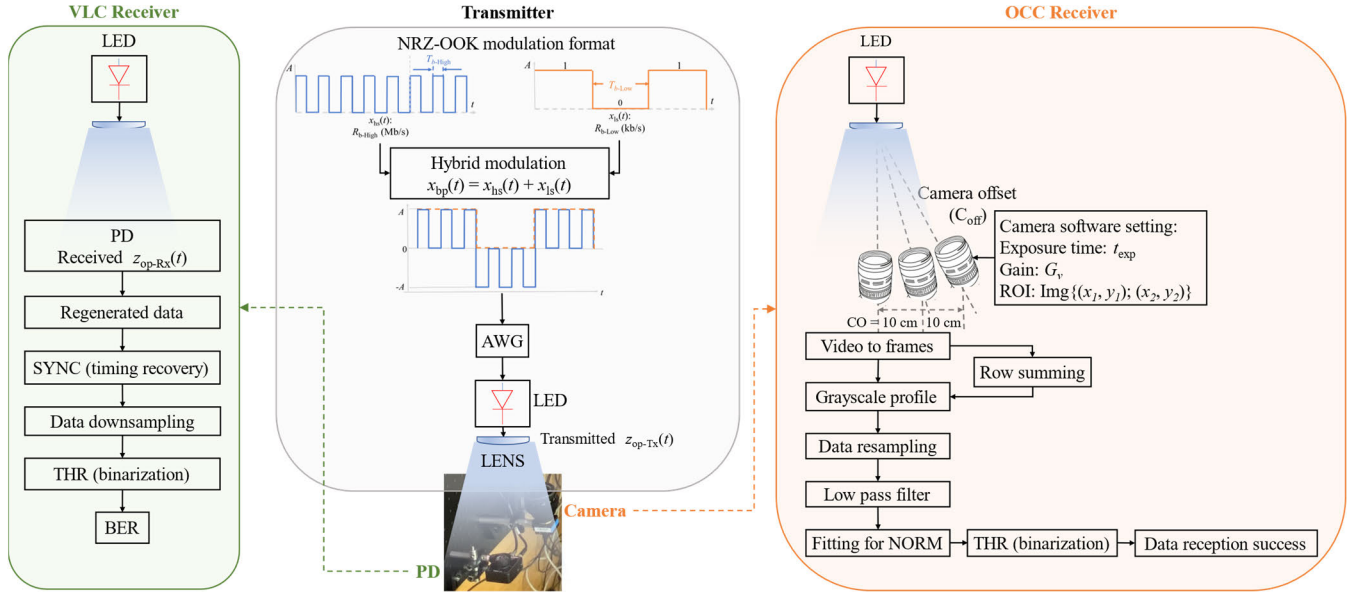 VLC Receiver
LED
PD
Received z_op-Rx(t)
Regenerated data
SYNC (timing recovery)
Data downsampling
THR (binarization)
BER
Transmitter
NRZ-OOK modulation format
A
T_b-High
t
x_hs(t):
R_b-High (Mb/s)
A
1
1
T_b-Low
0
t
x_ls(t):
R_b-Low (kb/s)
Hybrid modulation
x_bp(t) = x_hs(t) + x_ls(t)
A
0
-A
t
AWG
LED
Transmitted z_op-Tx(t)
LENS
Camera
PD
OCC Receiver
LED
Camera offset
(C_off)
Camera software setting:
Exposure time: t_exp
Gain: G_v
ROI: Img{(x_1, y_1); (x_2, y_2)}
CO = 10 cm 10 cm
Video to frames
Row summing
Grayscale profile
Data resampling
Low pass filter
Fitting for NORM
THR (binarization)
Data reception success